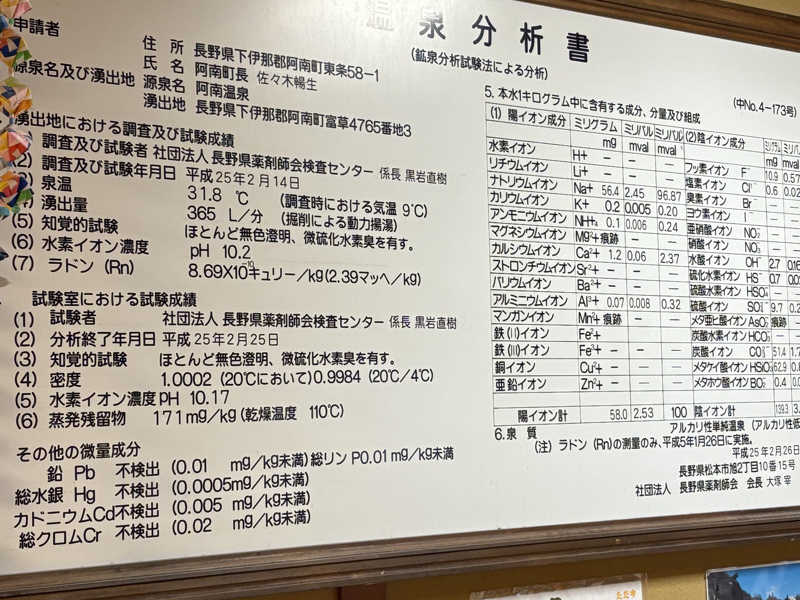 温泉分析書
(鉱泉分析試験法による分析)
申請者
住所 長野県下伊那郡阿南町東条58-1
氏名 阿南町長 佐々木暢生
源泉名及び湧出地 源泉名 阿南温泉
湧出地 長野県下伊那郡阿南町富草4765番地3
湧出地における調査及び試験成績
調査及び試験者 社団法人 長野県薬剤師会検査センター 係長 黒岩直樹
(2) 調査及び試験年月日 平成25年2月14日
泉温 31.8 ℃ (調査時における気温 9℃)
湧出量 365 L/分 (掘削による動力揚湯)
(5) 知覚的試験 ほとんど無色澄明、微硫化水素臭を有す。
(6) 水素イオン濃度 pH 10.2
(7) ラドン (Rn) 8.69X10⁻¹⁰キュリー/kg(2.39マッヘ/kg)
試験室における試験成績
(1) 試験者 社団法人 長野県薬剤師会検査センター 係長 黒岩直樹
(2) 分析終了年月日 平成25年2月25日
(3) 知覚的試験 ほとんど無色澄明、微硫化水素臭を有す。
(4) 密度 1.0002 (20℃において) 0.9984 (20℃/4℃)
(5) 水素イオン濃度 pH 10.17
(6) 蒸発残留物 171mg/kg (乾燥温度 110℃)
その他の微量成分
鉛 Pb 不検出 (0.01 mg/kg未満) 総リン P 0.01 mg/kg未満
総水銀 Hg 不検出 (0.0005mg/kg未満)
カドニウムCd不検出 (0.005 mg/kg未満)
総クロムCr 不検出 (0.02 mg/kg未満)
(中No.4-173号)
5. 本水1キログラム中に含有する成分、分量及び組成
(1) 陽イオン成分 ミリグラム mg ミリバル mval ミリバル%
水素イオン H+ — — —
リチウムイオン Li+ — — —
ナトリウムイオン Na+ 56.4 2.45 96.87
カリウムイオン K+ 0.2 0.005 0.20
アンモニウムイオン NH₄+ 0.1 0.006 0.24
マグネシウムイオン Mg²+ 痕跡 — —
カルシウムイオン Ca²+ 1.2 0.06 2.37
ストロンチウムイオン Sr²+ — — —
バリウムイオン Ba²+ — — —
アルミニウムイオン Al³+ 0.07 0.008 0.32
マンガンイオン Mn²+ 痕跡 — —
鉄(II)イオン Fe²+ — — —
鉄(III)イオン Fe³+ — — —
銅イオン Cu²+ — — —
亜鉛イオン Zn²+ — — —
陽イオン計 58.0 2.53 100
(2) 陰イオン成分 mg
フッ素イオン F⁻ 10.9 0.57
塩素イオン Cl⁻ 0.6 0.02
臭素イオン Br⁻ —
ヨウ素イオン I⁻ —
亜硝酸イオン NO₂⁻ —
硝酸イオン NO₃⁻ —
水酸イオン OH⁻ 2.7 0.16
硫化水素イオン HS⁻ 0.7
硫酸水素イオン HSO₄⁻ —
硫酸イオン SO₄²⁻ 9.7
メタ亜ヒ酸イオン AsO₂⁻ 痕跡
炭酸水素イオン HCO₃⁻ —
炭酸イオン CO₃²⁻ 51.4
メタケイ酸イオン HSiO₃⁻ 62.9
メタホウ酸イオン BO₂⁻ 0.4
陰イオン計 139.3
6. 泉質 アルカリ性単純温泉
(注) ラドン (Rn) の測量のみ、平成5年1月26日に実施。
平成25年2月26日
長野県松本市旭2丁目10番15号
社団法人 長野県薬剤師会 会長 大塚 宰